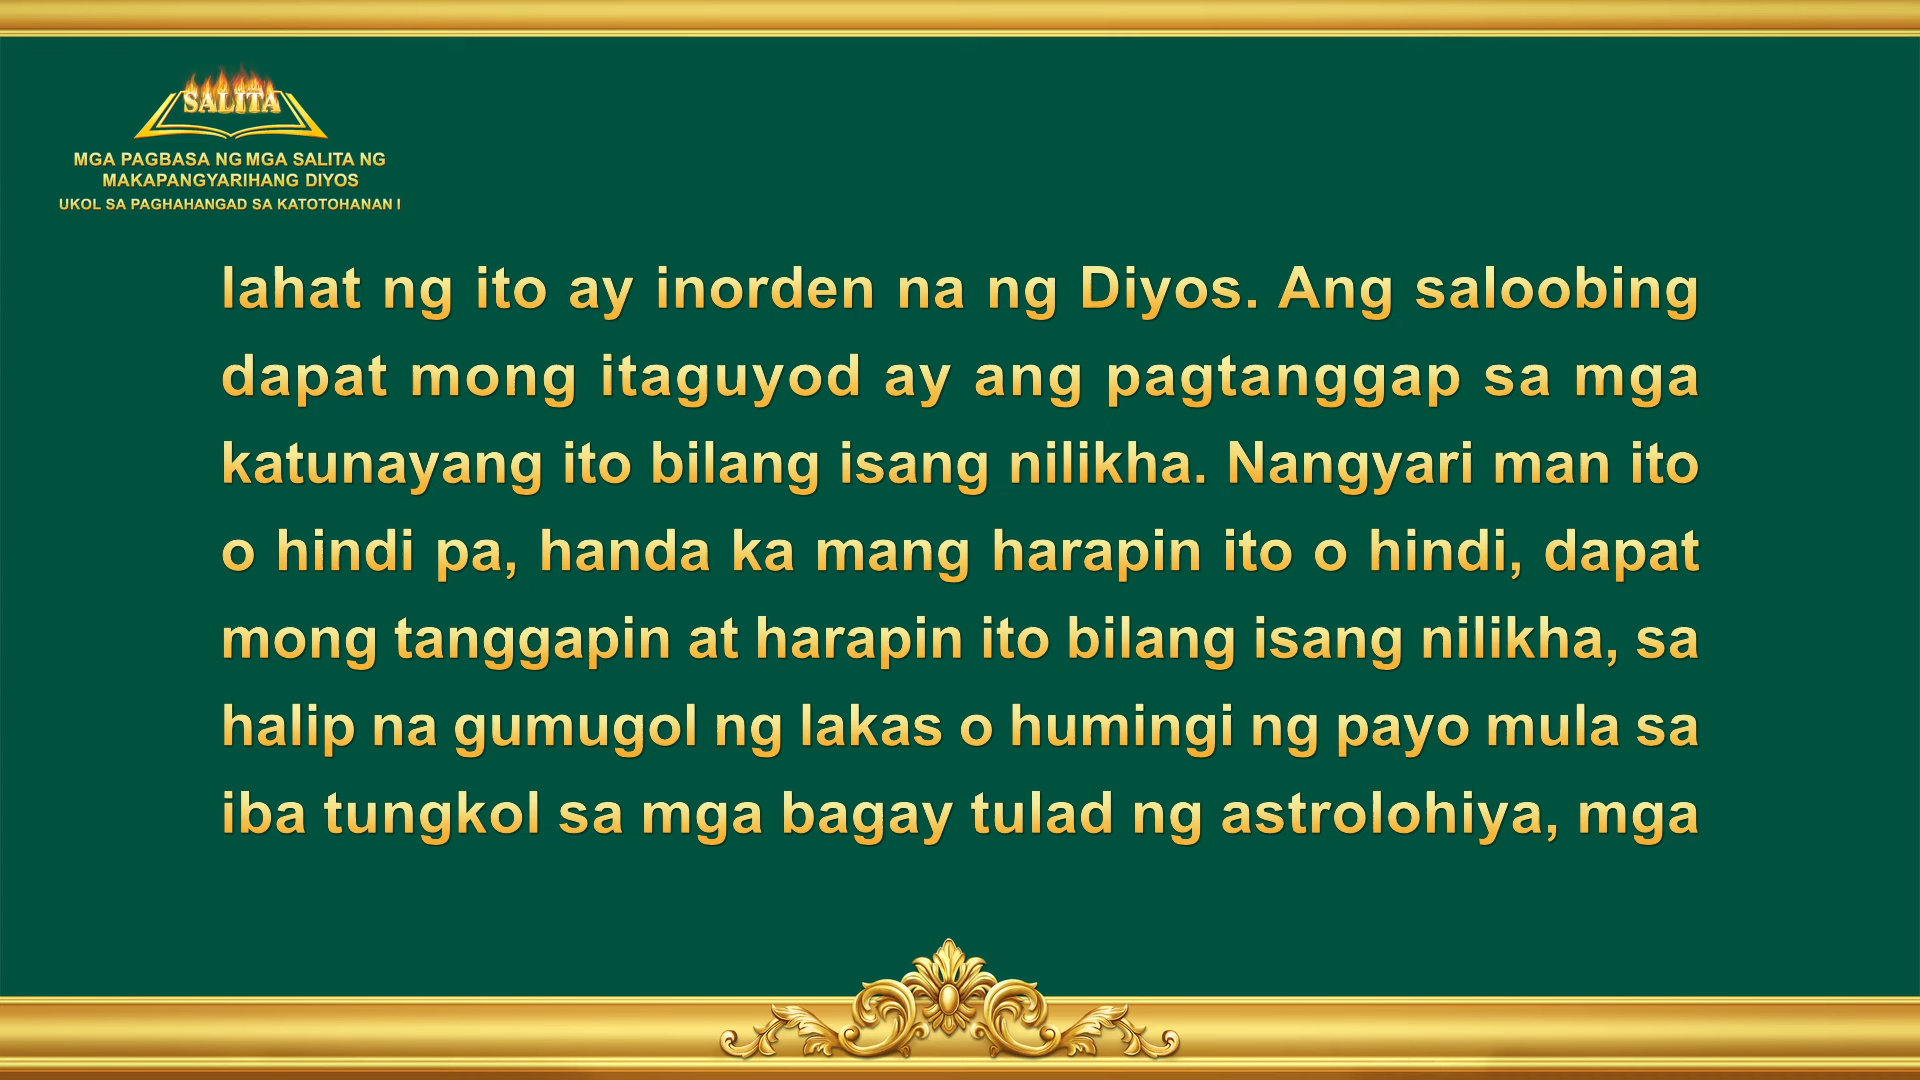 SALITA
MGA PAGBASA NG MGA SALITA NG
MAKAPANGYARIHANG DIYOS
UKOL SA PAGHAHANGAD SA KATOTOHANAN I
lahat ng ito ay inorden na ng Diyos. Ang saloobing
dapat mong itaguyod ay ang pagtanggap sa mga
katunayang ito bilang isang nilikha. Nangyari man ito
o hindi pa, handa ka mang harapin ito o hindi, dapat
mong tanggapin at harapin ito bilang isang nilikha, sa
halip na gumugol ng lakas o humingi ng payo mula sa
iba tungkol sa mga bagay tulad ng astrolohiya, mga